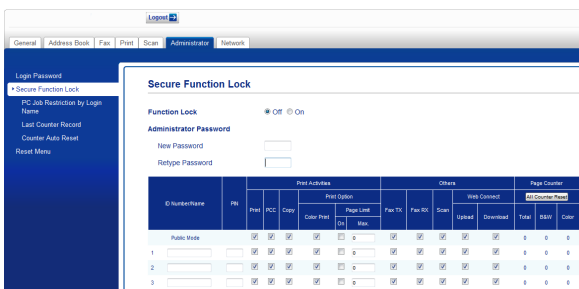 Logout
General Address Book Fax Print Scan Administrator Network
Login Password
Secure Function Lock
PC Job Restriction by Login
Name
Last Counter Record
Counter Auto Reset
Reset Menu
Secure Function Lock
Function Lock Off On
Administrator Password
New Password
Retype Password
Print Activities Others Page Counter
ID Number/Name PIN Print PCC Copy Print Option Fax TX Fax RX Scan Web Connect All Counter Reset
Color Print Page Limit Upload Download Total B&W Color
On Max.
Public Mode 0 0 0 0
1 0 0 0 0
2 0 0 0 0
3 0 0 0 0